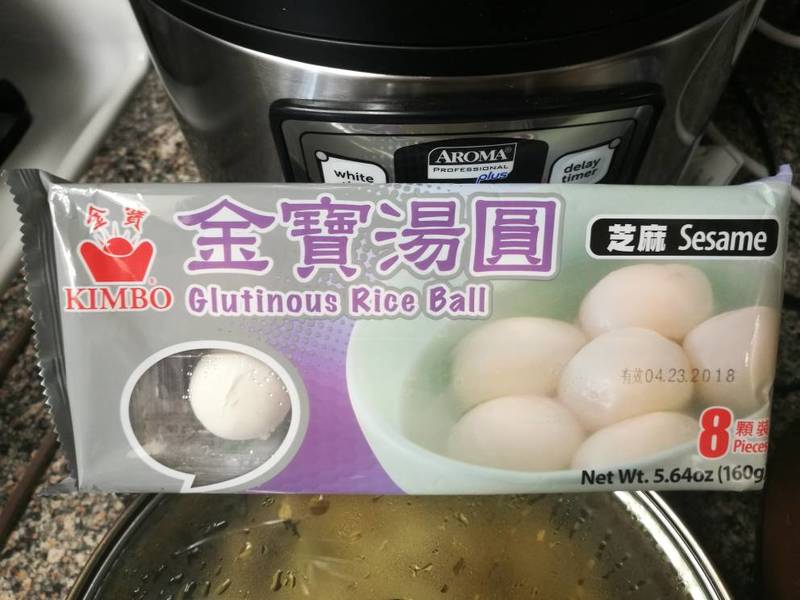 AROMA®
PROFESSIONAL
plus
white
delay
timer
金寶
KIMBO
金寶湯圓
Glutinous Rice Ball
芝麻 Sesame
有效04.23.2018
8 顆裝
Pieces
Net Wt. 5.64oz (160g